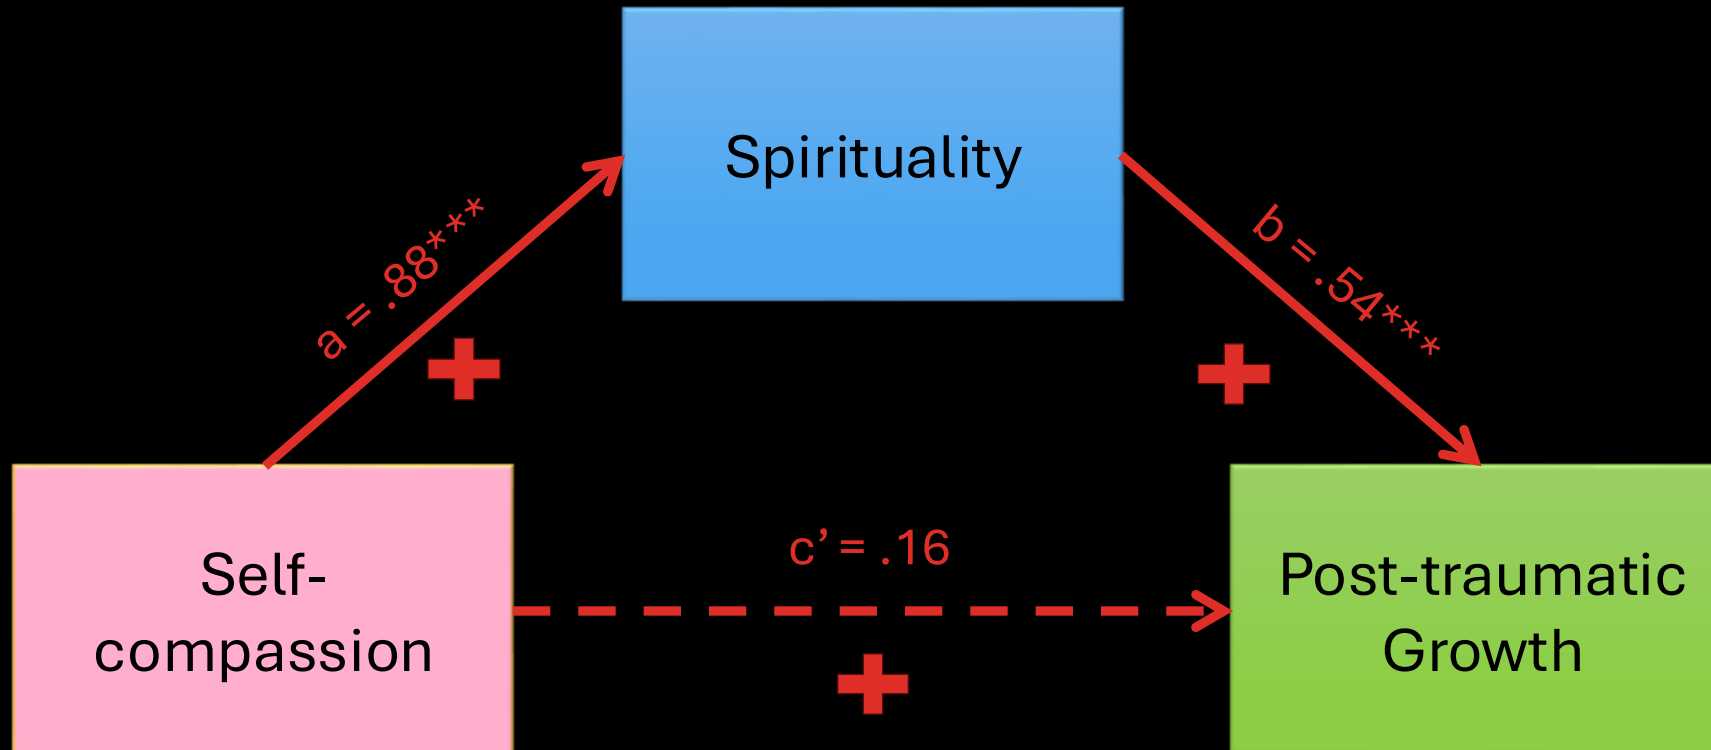 Spirituality
a = .88***
b = .54***
c’ = .16
Self-
compassion
Post-traumatic
Growth